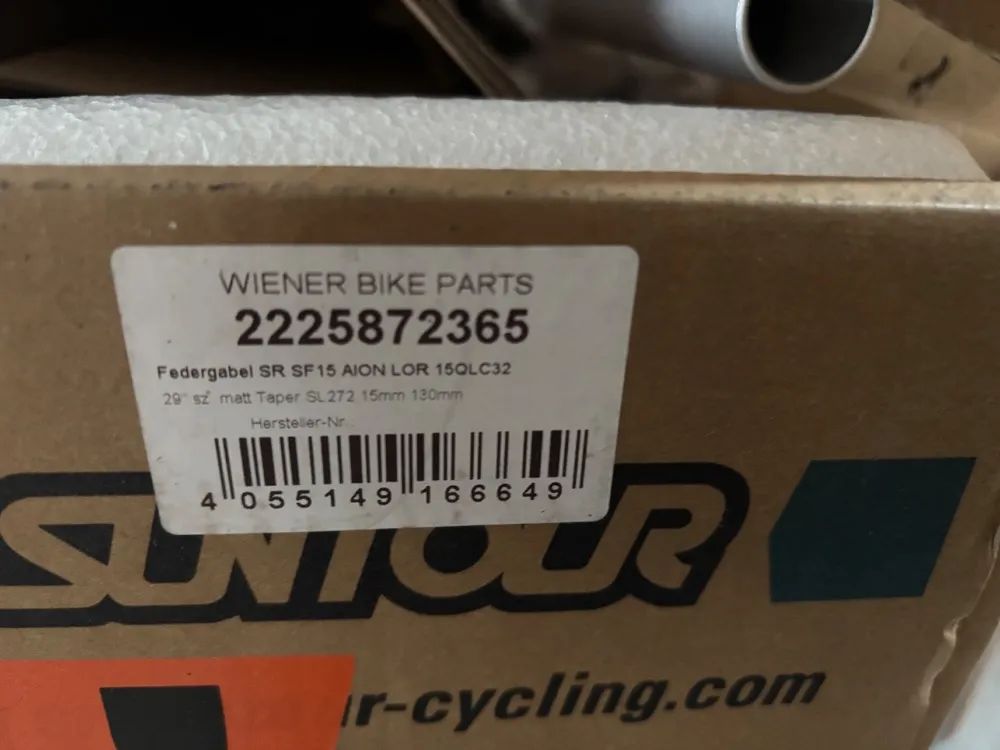 WIENER BIKE PARTS
2225872365
Federgabel SR SF15 AION LOR 15QLC32
29" sz" matt Taper SL272 15mm 130mm
Hersteller-Nr.:
4 055149 166649
SUNTOUR
ur-cycling.com